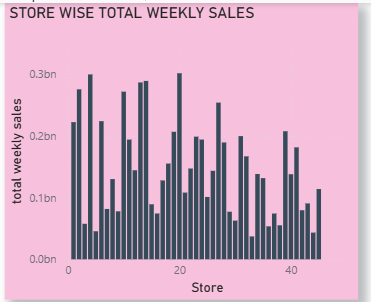 STORE WISE TOTAL WEEKLY SALES
0.3bn
0.2bn
0.1bn
0.0bn
total weekly sales
0 20 40
Store